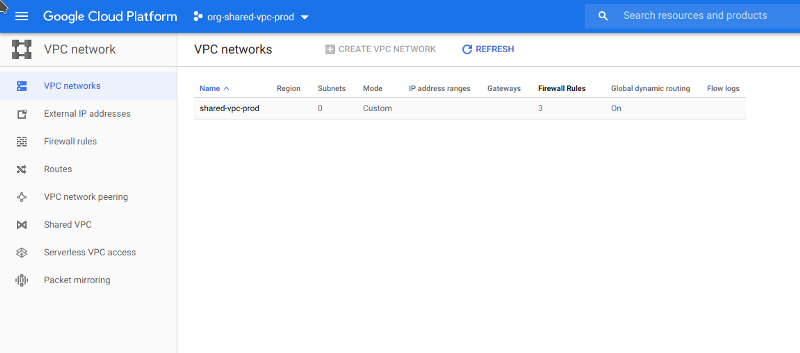 Google Cloud Platform org-shared-vpc-prod Search resources and products
VPC network VPC networks CREATE VPC NETWORK REFRESH
VPC networks
External IP addresses
Firewall rules
Routes
VPC network peering
Shared VPC
Serverless VPC access
Packet mirroring
Name Region Subnets Mode IP address ranges Gateways Firewall Rules Global dynamic routing Flow logs
shared-vpc-prod 0 Custom 3 On